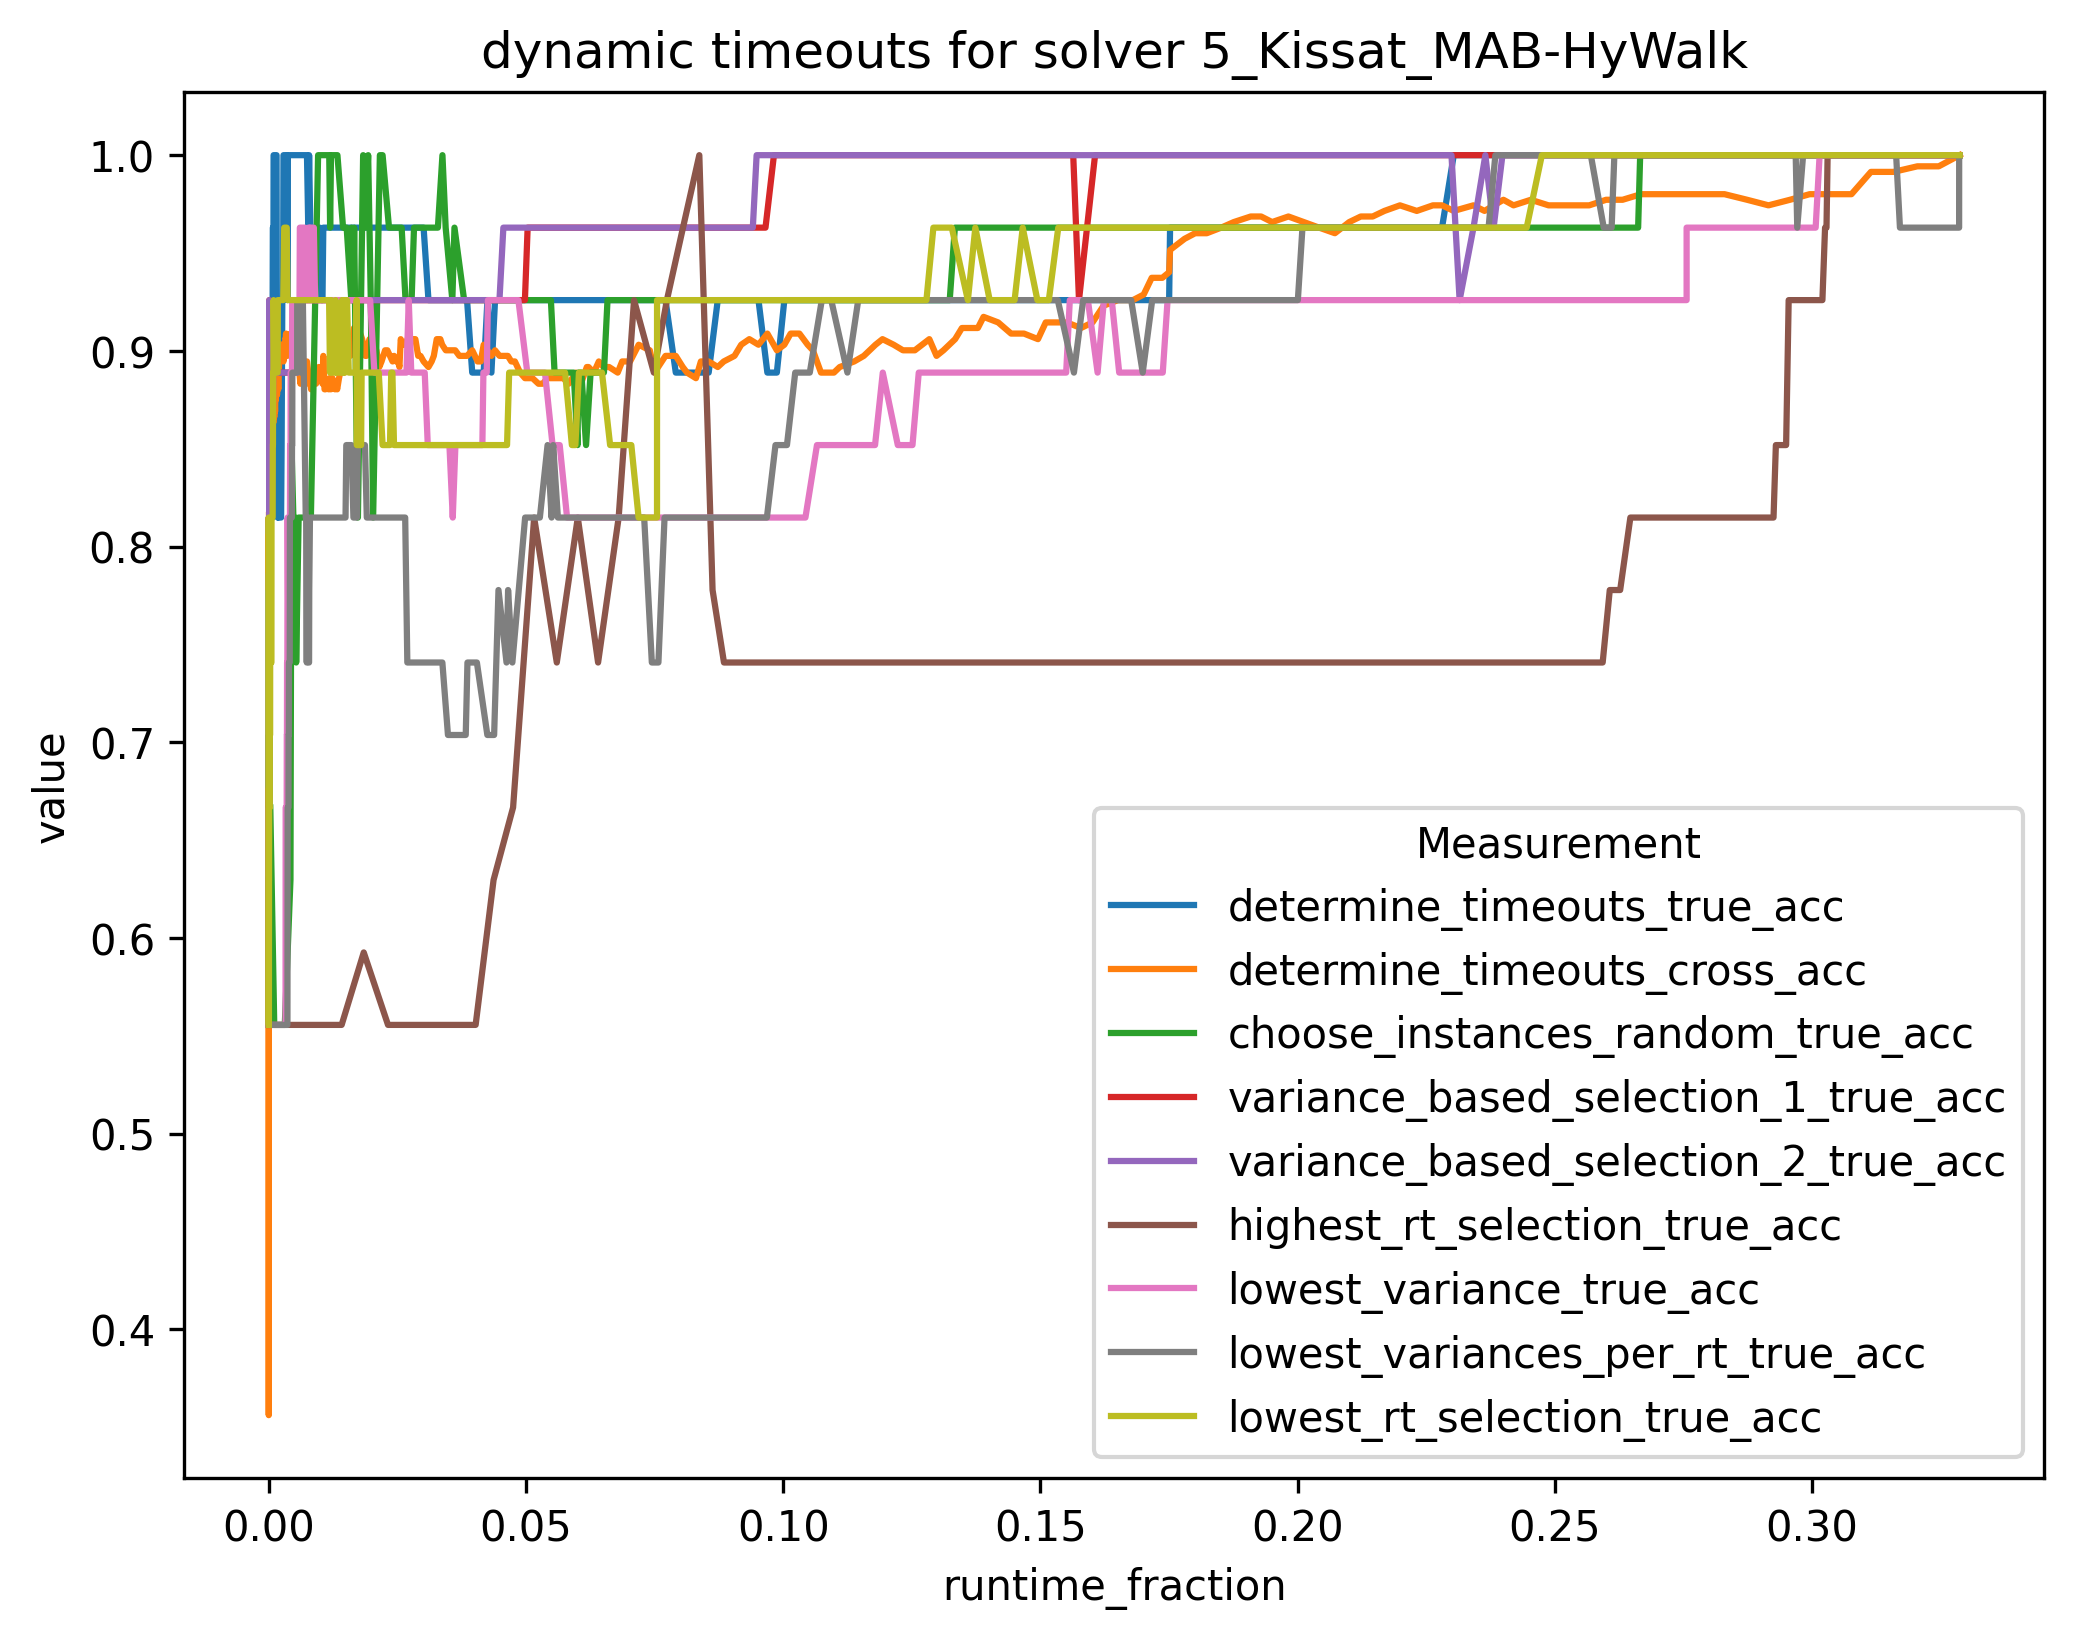 dynamic timeouts for solver 5_Kissat_MAB-HyWalk
1.0
0.9
0.8
0.7
0.6
0.5
0.4
value
0.00 0.05 0.10 0.15 0.20 0.25 0.30
runtime_fraction
Measurement
determine_timeouts_true_acc
determine_timeouts_cross_acc
choose_instances_random_true_acc
variance_based_selection_1_true_acc
variance_based_selection_2_true_acc
highest_rt_selection_true_acc
lowest_variance_true_acc
lowest_variances_per_rt_true_acc
lowest_rt_selection_true_acc